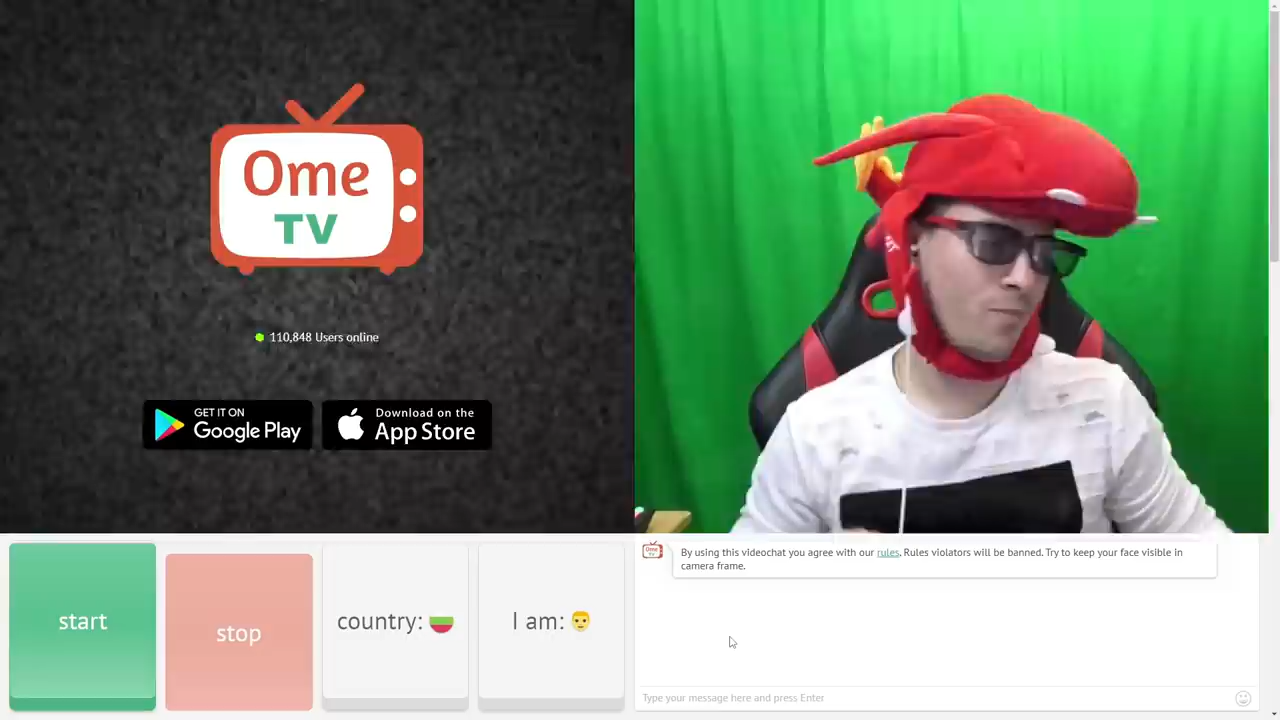 Ome
TV
110,848 Users online
GET IT ON
Google Play
Download on the
App Store
start
stop
country:
I am:
By using this videochat you agree with our rules. Rules violators will be banned. Try to keep your face visible in
camera frame.
Type your message here and press Enter